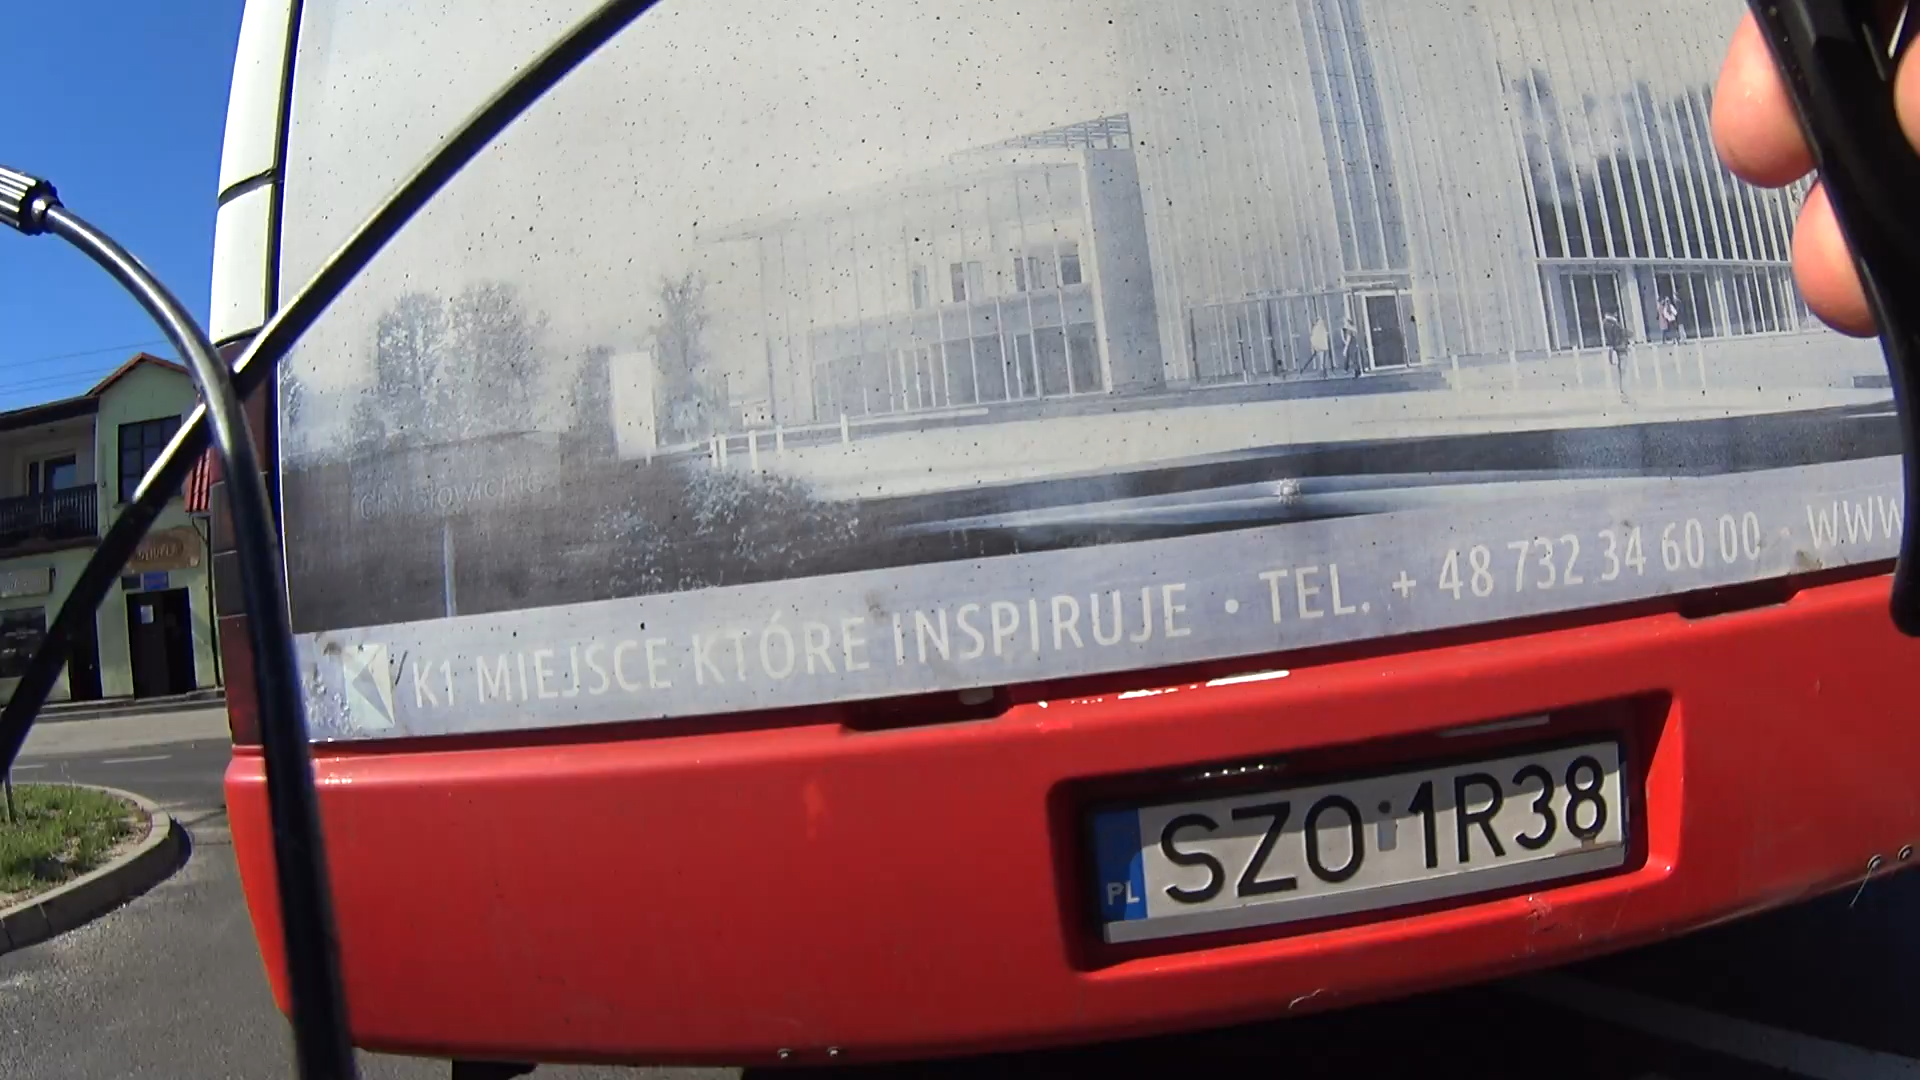 K1 MIEJSCE KTÓRE INSPIRUJE • TEL. + 48 732 34 60 00 • WWW
PL SZO 1R38